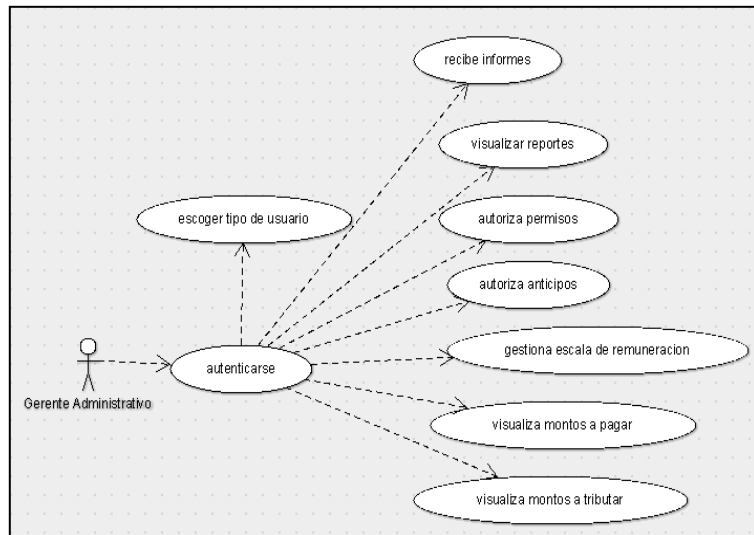 recibe informes
visualizar reportes
escoger tipo de usuario
autoriza permisos
autoriza anticipos
gestiona escala de remuneracion
autenticarse
Gerente Administrativo
visualiza montos a pagar
visualiza montos a tributar